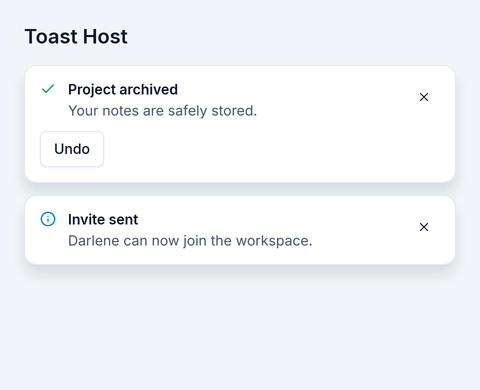 Toast Host
Project archived
Your notes are safely stored.
Undo
Invite sent
Darlene can now join the workspace.